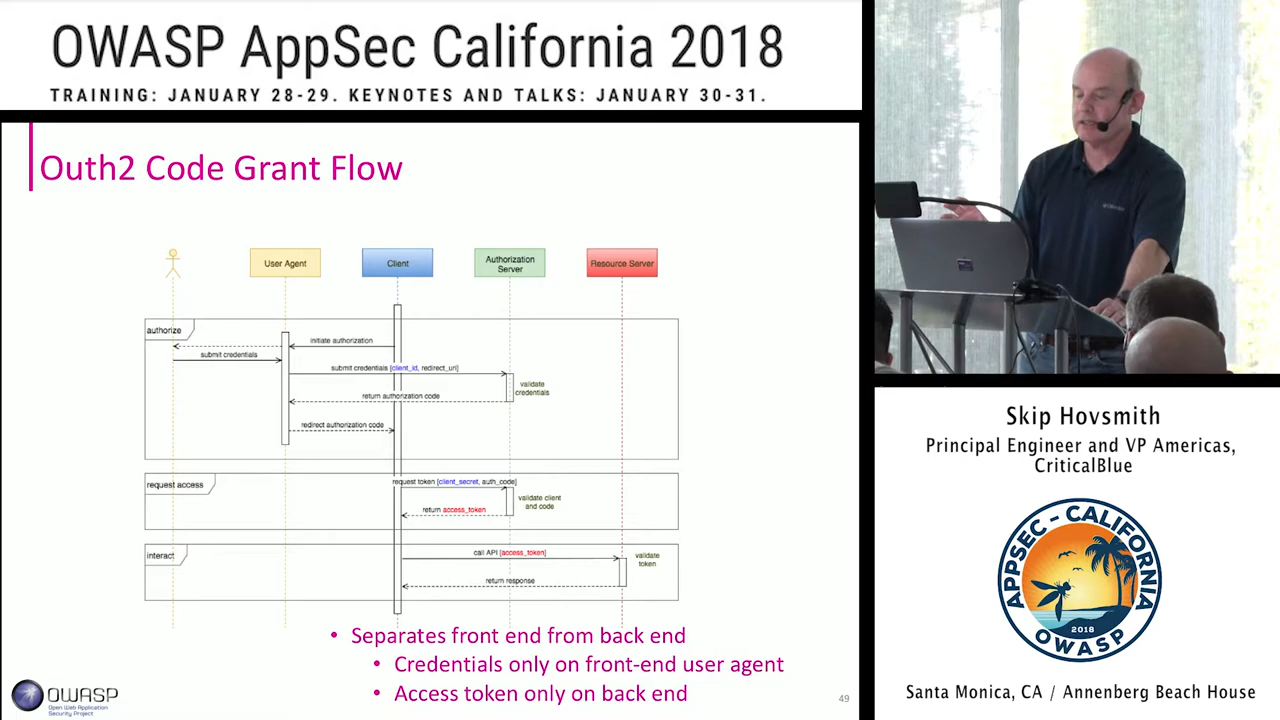 OWASP AppSec California 2018
TRAINING: JANUARY 28-29. KEYNOTES AND TALKS: JANUARY 30-31.
Outh2 Code Grant Flow
User Agent
Client
Authorization
Server
Resource Server
authorize
initiate authorization
submit credentials
submit credentials [client_id, redirect_uri]
validate
credentials
return authorization code
redirect authorization code
request access
request token [client_secret, auth_code]
validate client
and code
return access_token
interact
call API [access_token]
validate
token
return response
• Separates front end from back end
• Credentials only on front-end user agent
• Access token only on back end
OWASP
Open Web Application
Security Project
49
Skip Hovsmith
Principal Engineer and VP Americas,
CriticalBlue
APPSEC - CALIFORNIA
2018
OWASP
Santa Monica, CA / Annenberg Beach House